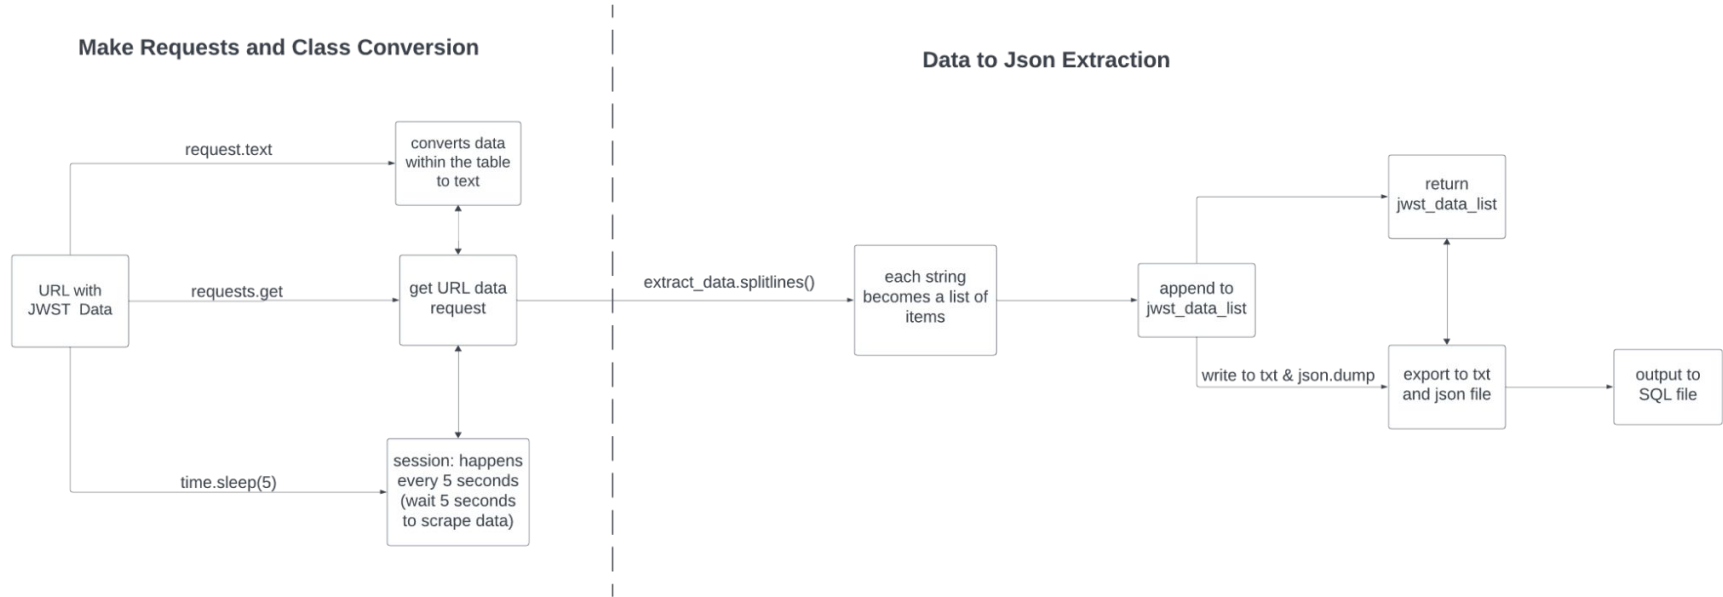 Make Requests and Class Conversion
Data to Json Extraction
request.text
converts data
within the table
to text
URL with
JWST  Data
requests.get
get URL data
request
time.sleep(5)
session: happens
every 5 seconds
(wait 5 seconds
to scrape data)
extract_data.splitlines()
each string
becomes a list of
items
append to
jwst_data_list
return
jwst_data_list
write to txt & json.dump
export to txt
and json file
output to
SQL file